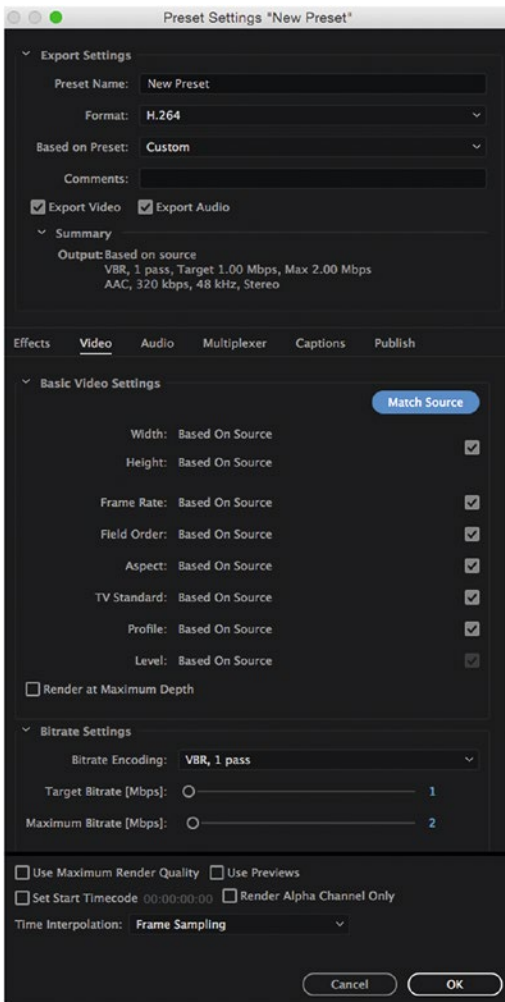 Preset Settings "New Preset"
Export Settings
Preset Name: New Preset
Format: H.264
Based on Preset: Custom
Comments:
Export Video Export Audio
Summary
Output: Based on source
VBR, 1 pass, Target 1.00 Mbps, Max 2.00 Mbps
AAC, 320 kbps, 48 kHz, Stereo
Effects Video Audio Multiplexer Captions Publish
Basic Video Settings
Match Source
Width: Based On Source
Height: Based On Source
Frame Rate: Based On Source
Field Order: Based On Source
Aspect: Based On Source
TV Standard: Based On Source
Profile: Based On Source
Level: Based On Source
Render at Maximum Depth
Bitrate Settings
Bitrate Encoding: VBR, 1 pass
Target Bitrate [Mbps]: 1
Maximum Bitrate [Mbps]: 2
Use Maximum Render Quality Use Previews
Set Start Timecode 00:00:00:00 Render Alpha Channel Only
Time Interpolation: Frame Sampling
Cancel OK